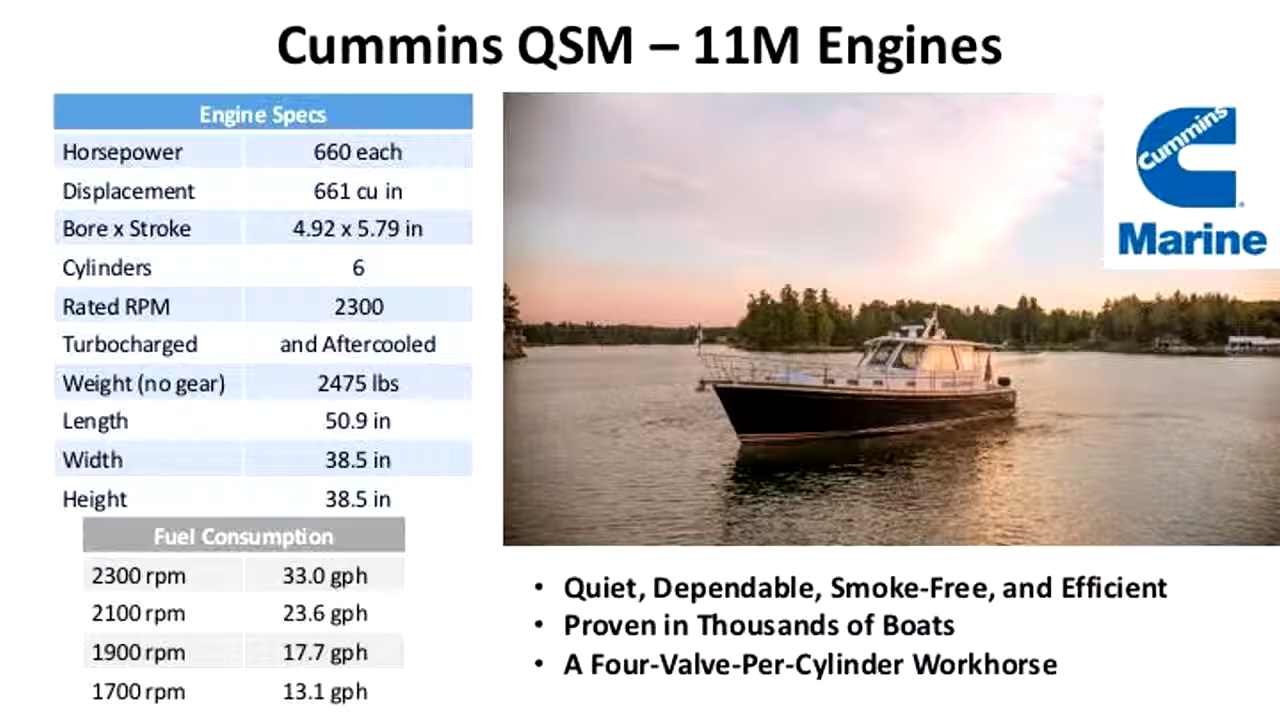 Cummins QSM – 11M Engines
Engine Specs
Horsepower 660 each
Displacement 661 cu in
Bore x Stroke 4.92 x 5.79 in
Cylinders 6
Rated RPM 2300
Turbocharged and Aftercooled
Weight (no gear) 2475 lbs
Length 50.9 in
Width 38.5 in
Height 38.5 in
Fuel Consumption
2300 rpm 33.0 gph
2100 rpm 23.6 gph
1900 rpm 17.7 gph
1700 rpm 13.1 gph
Cummins
Marine
• Quiet, Dependable, Smoke-Free, and Efficient
• Proven in Thousands of Boats
• A Four-Valve-Per-Cylinder Workhorse